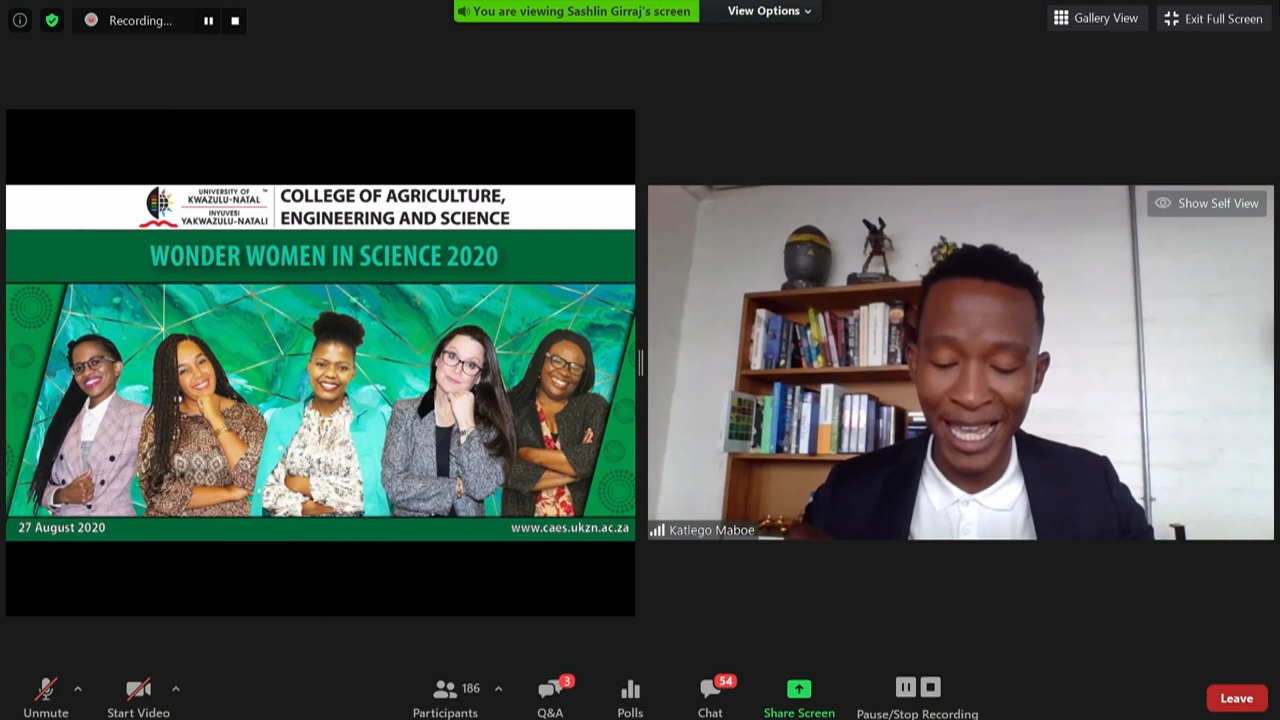 Recording...
You are viewing Sashlin Girraj's screen
View Options
Gallery View
Exit Full Screen
UNIVERSITY OF
KWAZULU-NATAL
TM
INYUVESI
YAKWAZULU-NATALI
COLLEGE OF AGRICULTURE,
ENGINEERING AND SCIENCE
WONDER WOMEN IN SCIENCE 2020
27 August 2020
www.caes.ukzn.ac.za
Show Self View
Katlego Maboe
Unmute
Start Video
186
Participants
3
Q&A
Polls
54
Chat
Share Screen
Pause/Stop Recording
Leave